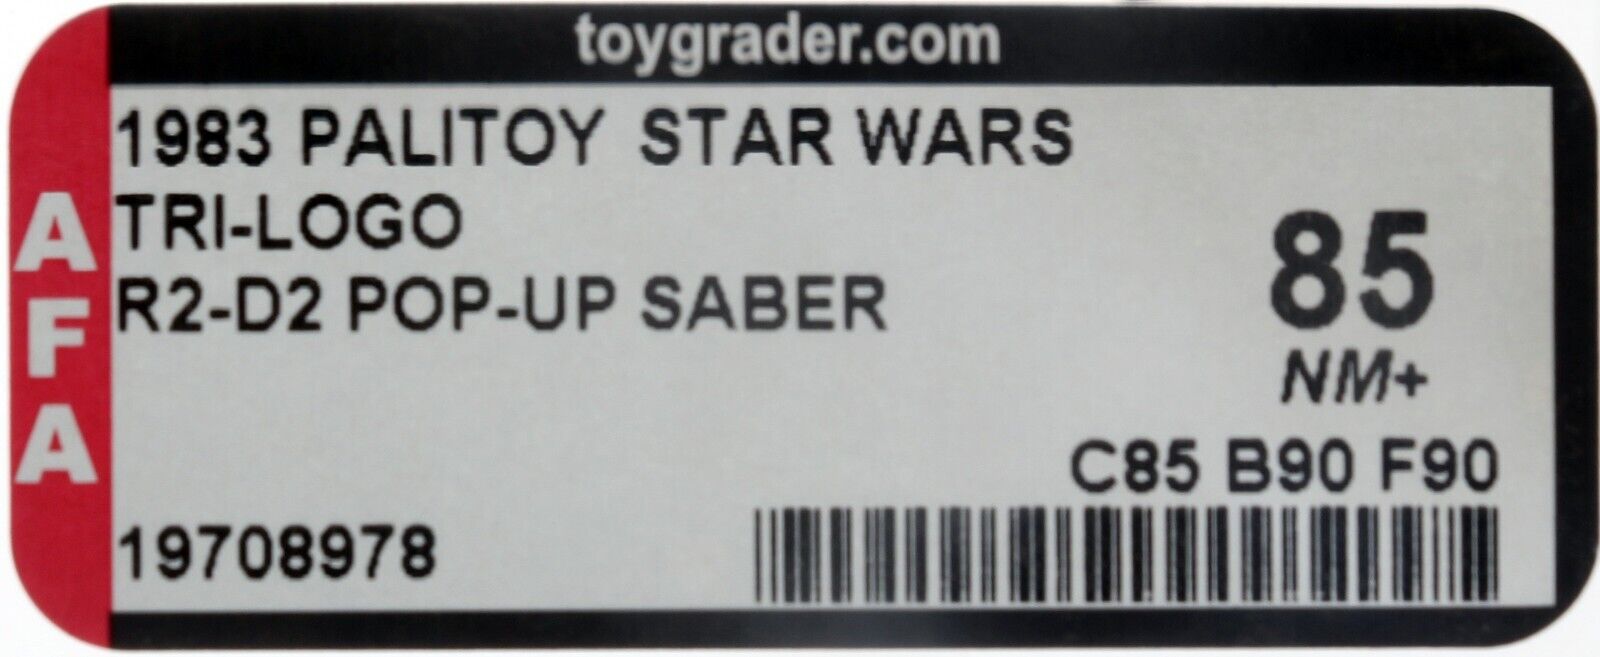 toygrader.com
AFA
1983 PALITOY STAR WARS
TRI-LOGO
R2-D2 POP-UP SABER
85
NM+
C85 B90 F90
19708978